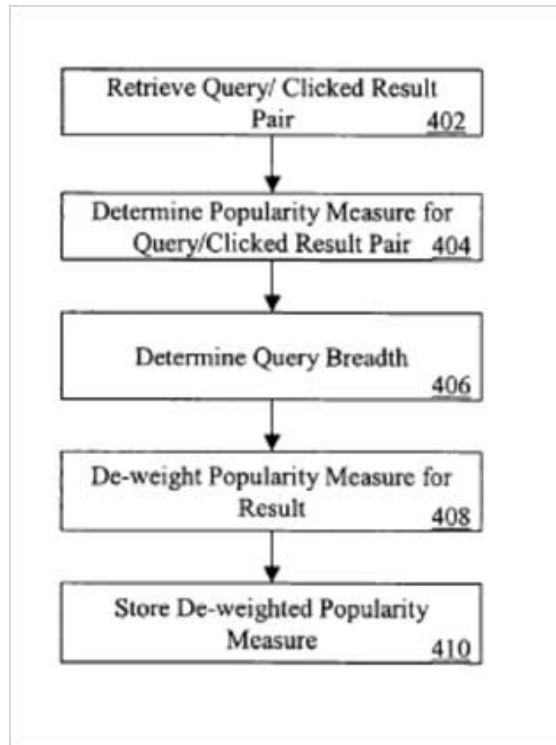 Retrieve Query/ Clicked Result
Pair 402
Determine Popularity Measure for
Query/Clicked Result Pair 404
Determine Query Breadth
406
De-weight Popularity Measure for
Result
408
Store De-weighted Popularity
Measure
410